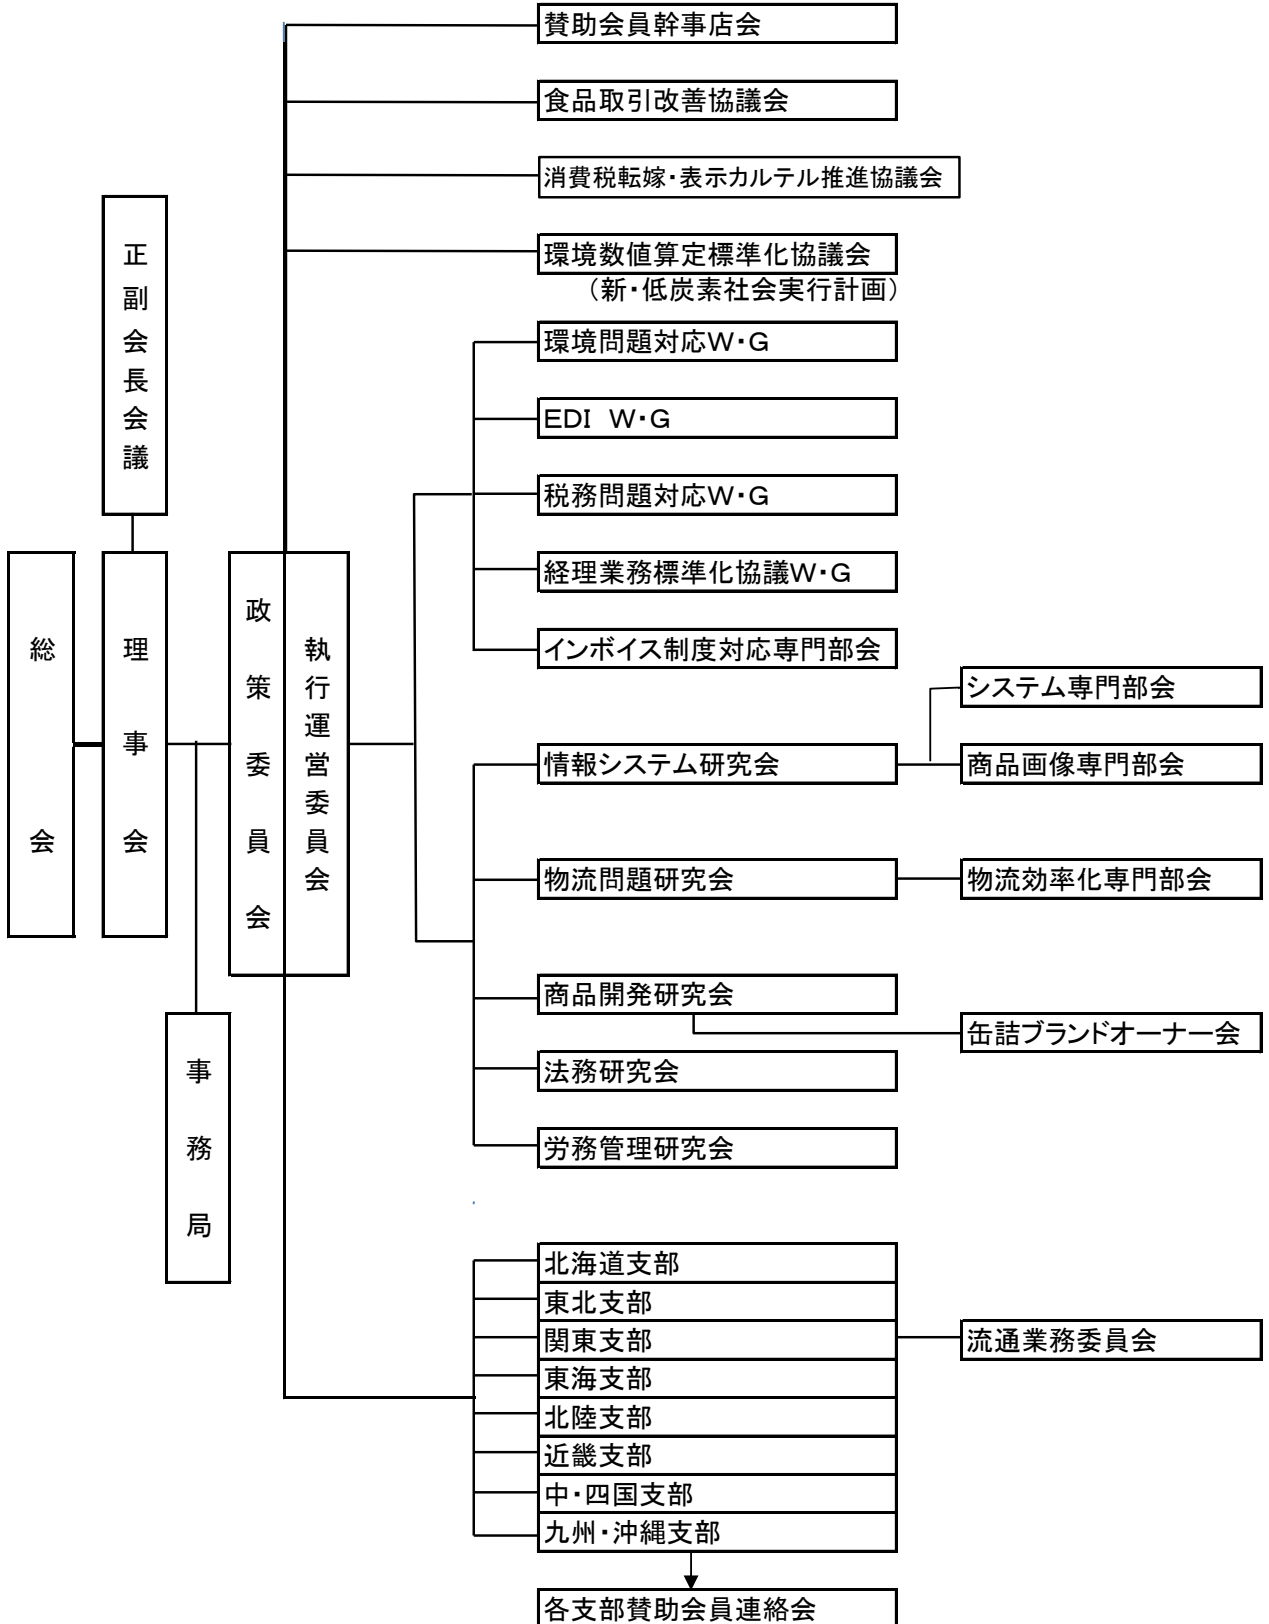 賛助会員幹事店会
食品取引改善協議会
消費税転嫁・表示カルテル推進協議会
環境数値算定標準化協議会
（新・低炭素社会実行計画）
正副会長会議
環境問題対応Ｗ・Ｇ
EDI　Ｗ・Ｇ
税務問題対応Ｗ・Ｇ
経理業務標準化協議Ｗ・Ｇ
インボイス制度対応専門部会
総会
理事会
政策委員会
執行運営委員会
システム専門部会
情報システム研究会
商品画像専門部会
物流問題研究会
物流効率化専門部会
商品開発研究会
缶詰ブランドオーナー会
法務研究会
労務管理研究会
事務局
北海道支部
東北支部
関東支部
流通業務委員会
東海支部
北陸支部
近畿支部
中・四国支部
九州・沖縄支部
各支部賛助会員連絡会